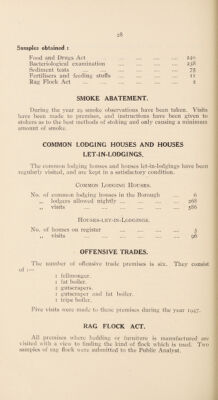 28
Samples obtained :
Food and Drugs Act ... ... ... ... 240
Bacteriological examination ... ... ... 238
Sediment tests ... ... ... ... 75
Fertilisers and feeding stuffs ... ... ... 11
Rag Flock Act ... ... ... ... 2
SMOKE ABATEMENT.
During the year 29 smoke observations have been taken. Visits
have been made to premises, and instructions have been given to
stokers as to the best methods of stoking and only causing a minimum
amount of smoke.
COMMON LODGING HOUSES AND HOUSES
LET-IN-LODGINGS.
The common lodging houses and houses let-in-lodgings have been
regularly visited, and are kept in a satisfactory condition.
Common Lodging Houses.
No. of common lodging houses in the Borough ... 6
,, lodgers allowed nightly ... ... ... 268
,, visits ... ... ... ... 586
Houses-let-in-Lodgings.
No. of houses on register ... ... ... 5
,, visits ... ... ... ... 96
OFFENSIVE TRADES.
The number of offensive trade premises is six. They consist
of :—
1 fellmonger.
1 fat boiler.
2 gutscrapers.
1 gutscraper and fat boiler.
1 tripe boiler.
Five visits were made to these premises during the year 1947.
RAG FLOCK ACT.
All premises where bedding or furniture is manufactured are
visited with a view to finding the kind of flock which is used. Two
samples of rag flock were submitted to the Public Analyst.